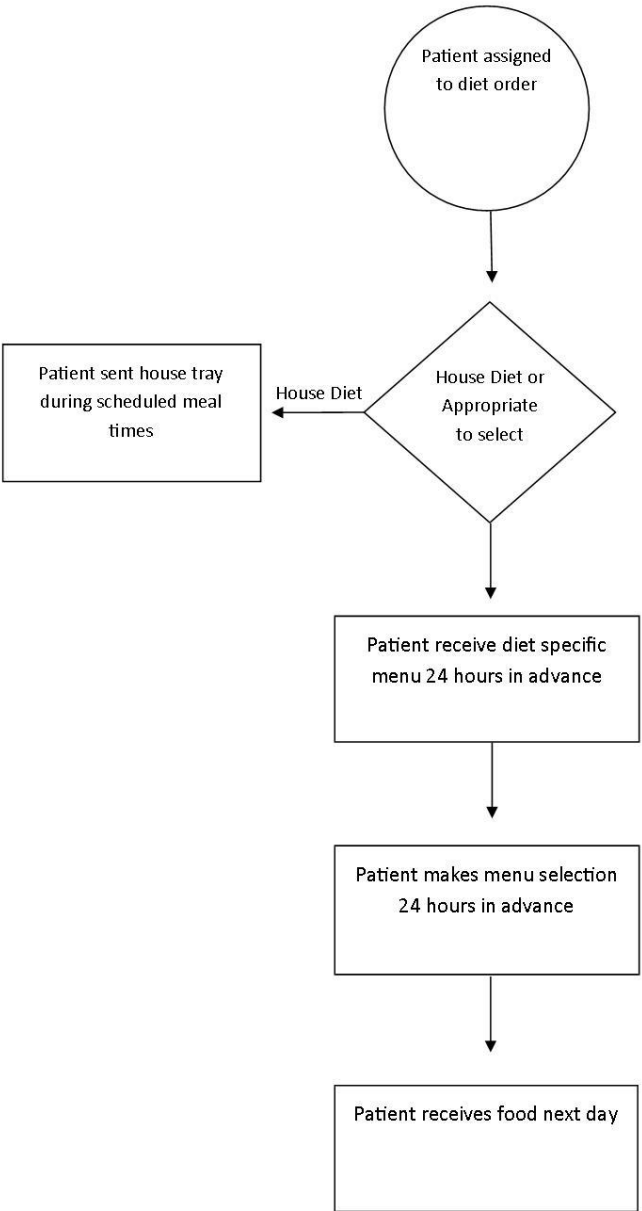 Patient assigned
to diet order
House Diet or
Appropriate
to select
House Diet
Patient sent house tray
during scheduled meal
times
Patient receive diet specific
menu 24 hours in advance
Patient makes menu selection
24 hours in advance
Patient receives food next day